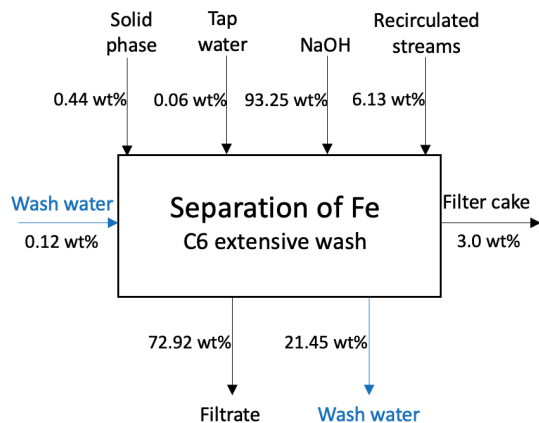 Solid
phase
Tap
water
NaOH
Recirculated
streams
0.44 wt%
0.06 wt%
93.25 wt%
6.13 wt%
Wash water
0.12 wt%
Separation of Fe
C6 extensive wash
Filter cake
3.0 wt%
72.92 wt%
21.45 wt%
Filtrate
Wash water